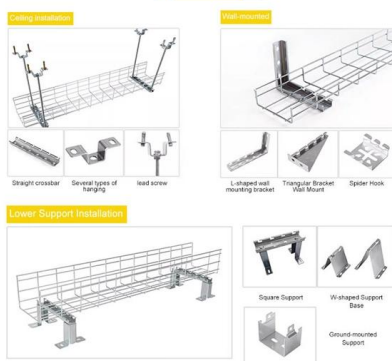 Ceiling installation
Wall-mounted
Straight crossbar
Several types of
hanging
lead screw
L-shaped wall
mounting bracket
Triangular Bracket
Wall Mount
Spider Hook
Lower Support Installation
Square Support
W-shaped Support
Base
Ground-mounted
Support